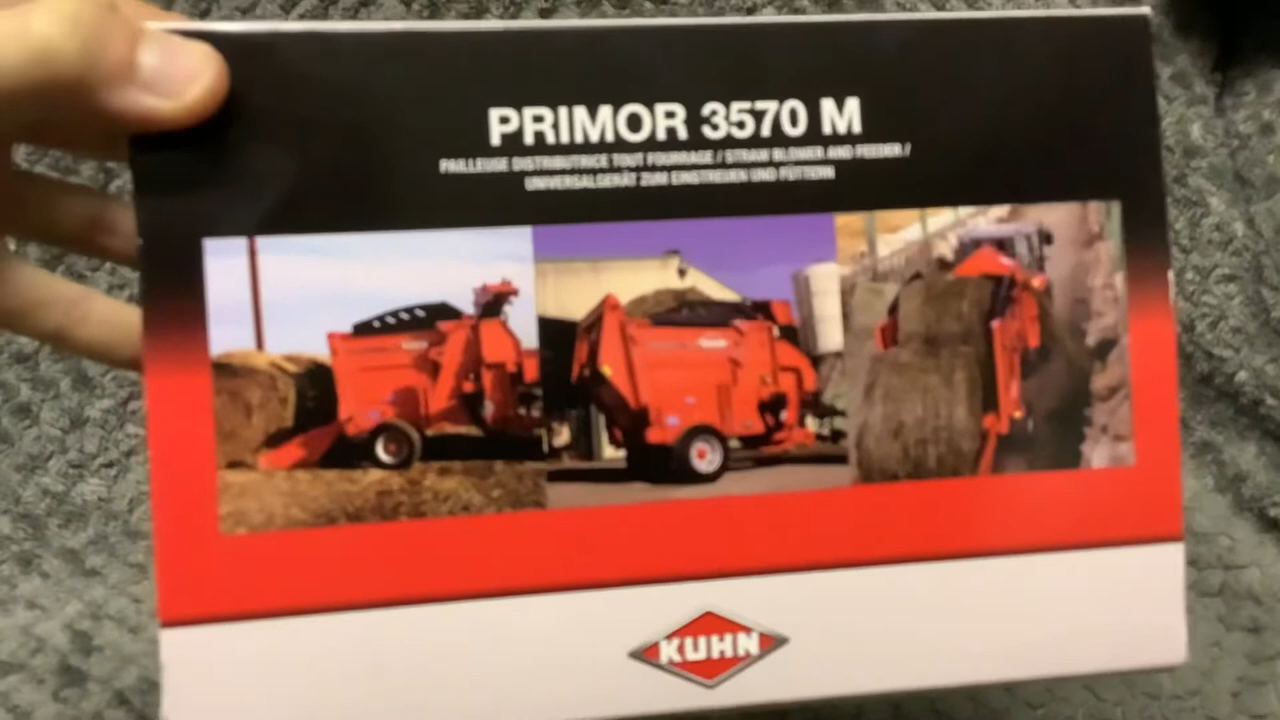 PRIMOR 3570 M
PAILLEUSE DISTRIBUTRICE TOUT FOURRAGE / STRAW BLOWER AND FEEDER /
UNIVERSALGERÄT ZUM EINSTREUEN UND FÜTTERN
KUHN